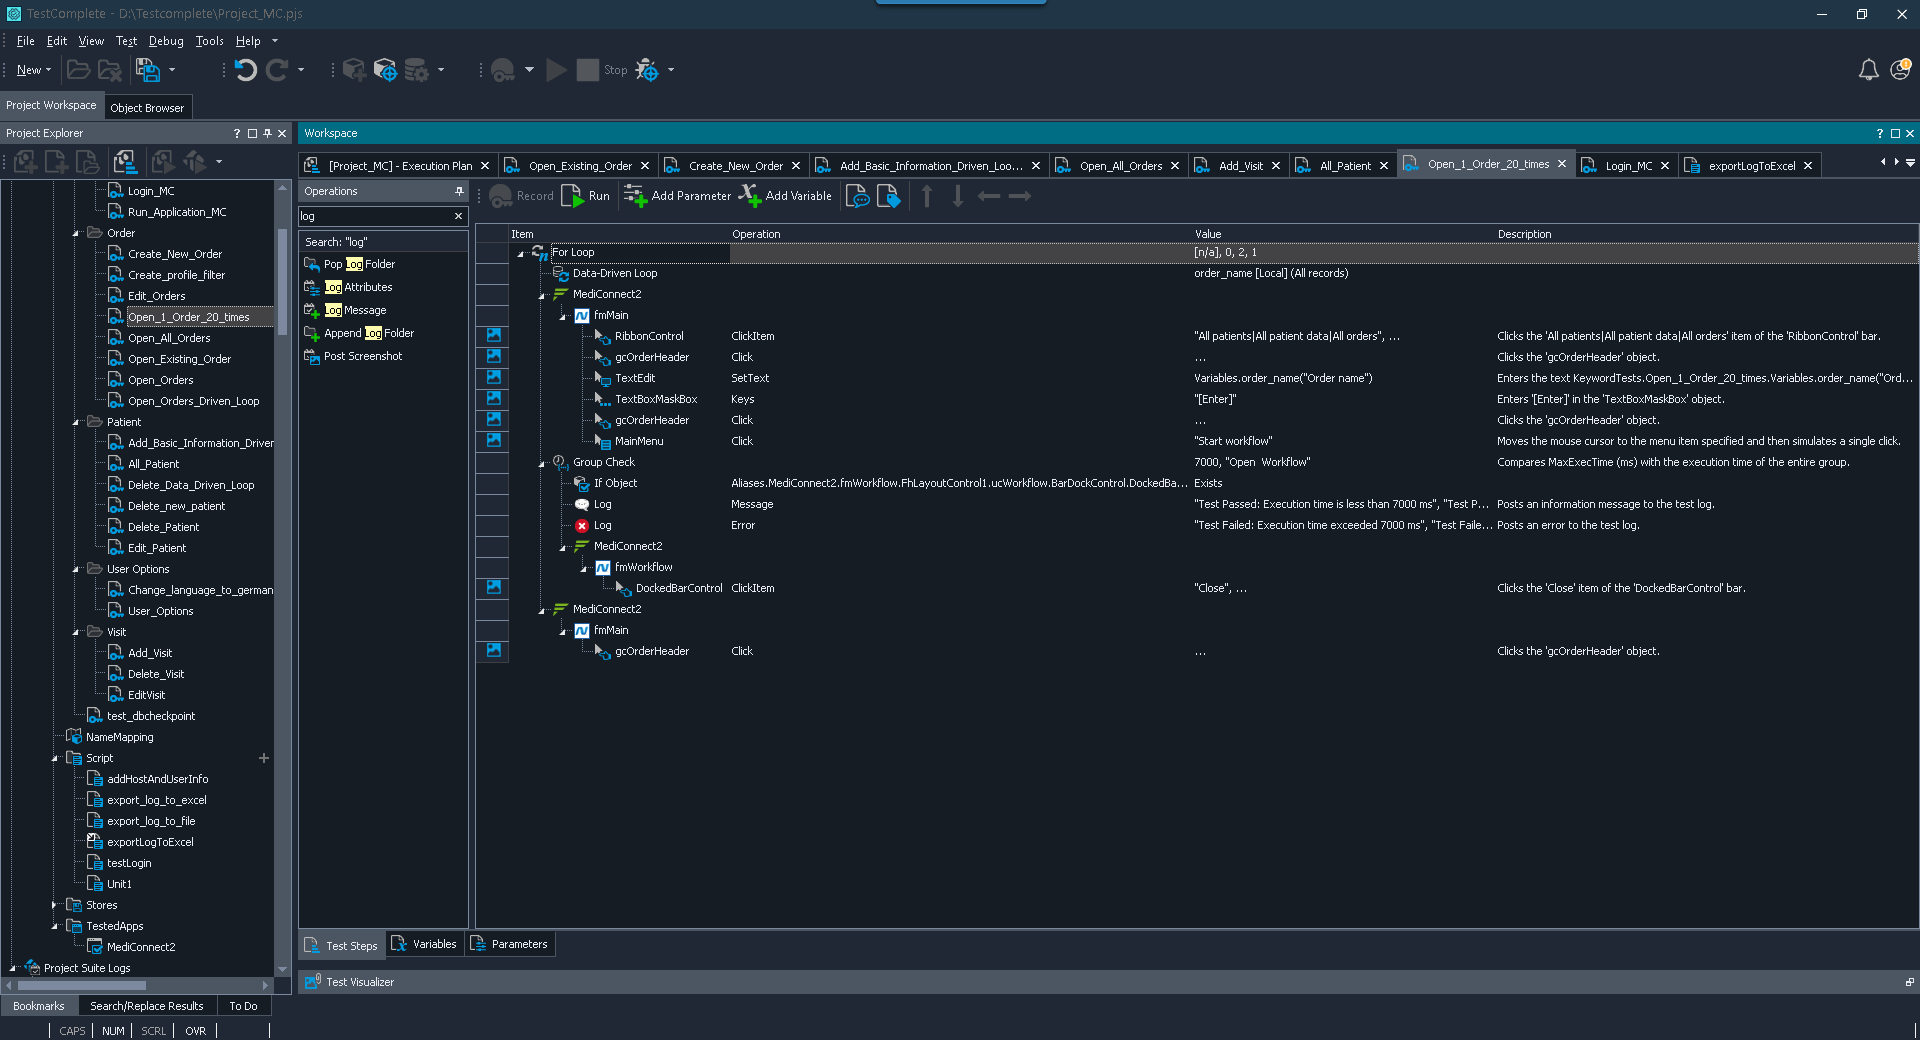 TestComplete - D:\Testcomplete\Project_MC.pjs
File Edit View Test Debug Tools Help
New Stop
Project Workspace Object Browser
Project Explorer
Login_MC
Run_Application_MC
Order
Create_New_Order
Create_profile_filter
Edit_Orders
Open_1_Order_20_times
Open_All_Orders
Open_Existing_Order
Open_Orders
Open_Orders_Driven_Loop
Patient
Add_Basic_Information_Driver
All_Patient
Delete_Data_Driven_Loop
Delete_new_patient
Delete_Patient
Edit_Patient
User Options
Change_language_to_german
User_Options
Visit
Add_Visit
Delete_Visit
EditVisit
test_dbcheckpoint
NameMapping
Script
addHostAndUserInfo
export_log_to_excel
export_log_to_file
exportLogToExcel
testLogin
Unit1
Stores
TestedApps
MediConnect2
Project Suite Logs
Bookmarks Search/Replace Results To Do
CAPS NUM SCRL OVR
Workspace
[Project_MC] - Execution Plan Open_Existing_Order Create_New_Order Add_Basic_Information_Driven_Loo... Open_All_Orders Add_Visit All_Patient Open_1_Order_20_times Login_MC exportLogToExcel
Operations
log
Search: "log"
Pop Log Folder
Log Attributes
Log Message
Append Log Folder
Post Screenshot
Record Run Add Parameter Add Variable
Item Operation Value Description
For Loop [n/a], 0, 2, 1
Data-Driven Loop order_name [Local] (All records)
MediConnect2
fmMain
RibbonControl ClickItem "All patients|All patient data|All orders", ... Clicks the 'All patients|All patient data|All orders' item of the 'RibbonControl' bar.
gcOrderHeader Click ... Clicks the 'gcOrderHeader' object.
TextEdit SetText Variables.order_name("Order name") Enters the text KeywordTests.Open_1_Order_20_times.Variables.order_name("Ord...
TextBoxMaskBox Keys "[Enter]" Enters '[Enter]' in the 'TextBoxMaskBox' object.
gcOrderHeader Click ... Clicks the 'gcOrderHeader' object.
MainMenu Click "Start workflow" Moves the mouse cursor to the menu item specified and then simulates a single click.
Group Check 7000, "Open  Workflow" Compares MaxExecTime (ms) with the execution time of the entire group.
If Object Aliases.MediConnect2.fmWorkflow.FhLayoutControl1.ucWorkflow.BarDockControl.DockedBa... Exists
Log Message "Test Passed: Execution time is less than 7000 ms", "Test P... Posts an information message to the test log.
Log Error "Test Failed: Execution time exceeded 7000 ms", "Test Faile... Posts an error to the test log.
MediConnect2
fmWorkflow
DockedBarControl ClickItem "Close", ... Clicks the 'Close' item of the 'DockedBarControl' bar.
MediConnect2
fmMain
gcOrderHeader Click ... Clicks the 'gcOrderHeader' object.
Test Steps Variables Parameters
Test Visualizer